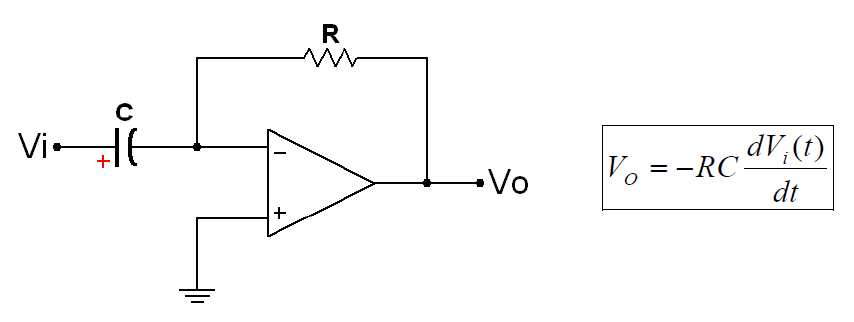 R
C
Vi
+
−
+
Vo
V_O = −RC dV_i(t)/dt